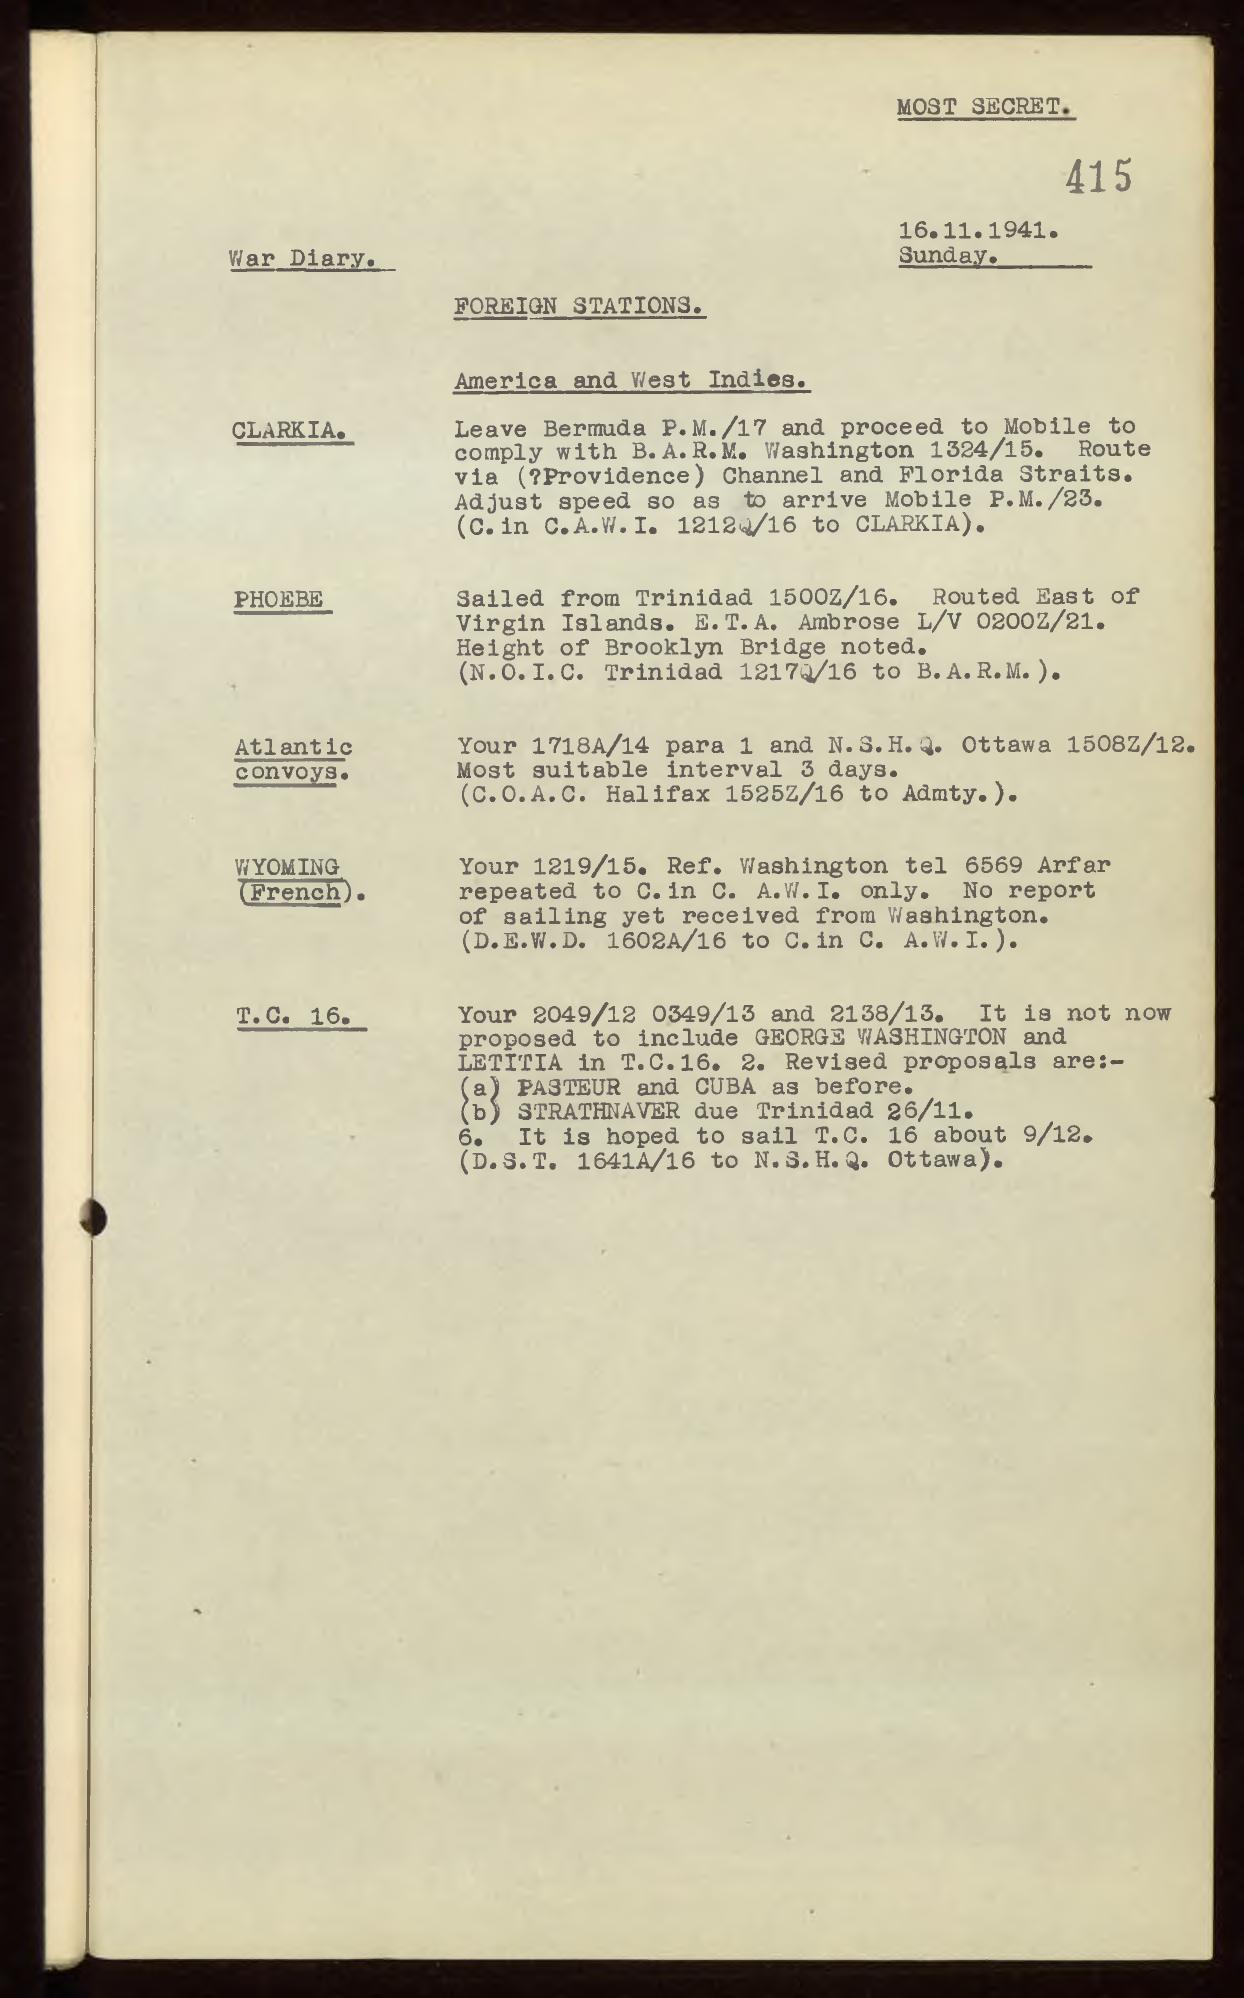 MOST SECRET.
415
16.11.1941.
War Diary.
Sunday.
FOREIGN STATIONS.
America and West Indies.
CLARKIA.
Leave Bermuda P.M./17 and proceed to Mobile to
comply with B.A.R.M. Washington 1324/15. Route
via (?Providence) Channel and Florida Straits.
Adjust speed so as to arrive Mobile P.M./23.
(C.in C.A.W.I. 1212Q/16 to CLARKIA).
PHOEBE
Sailed from Trinidad 1500Z/16. Routed East of
Virgin Islands. E.T.A. Ambrose L/V 0200Z/21.
Height of Brooklyn Bridge noted.
(N.O.I.C. Trinidad 1217Q/16 to B.A.R.M.).
Atlantic
convoys.
Your 1718A/14 para 1 and N.S.H.Q. Ottawa 1508Z/12.
Most suitable interval 3 days.
(C.O.A.C. Halifax 1525Z/16 to Admty.).
WYOMING
(French).
Your 1219/15. Ref. Washington tel 6569 Arfar
repeated to C.in C. A.W.I. only. No report
of sailing yet received from Washington.
(D.E.W.D. 1602A/16 to C.in C. A.W.I.).
T.C. 16.
Your 2049/12 0349/13 and 2138/13. It is not now
proposed to include GEORGE WASHINGTON and
LETITIA in T.C.16. 2. Revised proposals are:-
(a) PASTEUR and CUBA as before.
(b) STRATHNAVER due Trinidad 26/11.
6. It is hoped to sail T.C. 16 about 9/12.
(D.S.T. 1641A/16 to N.S.H.Q. Ottawa).